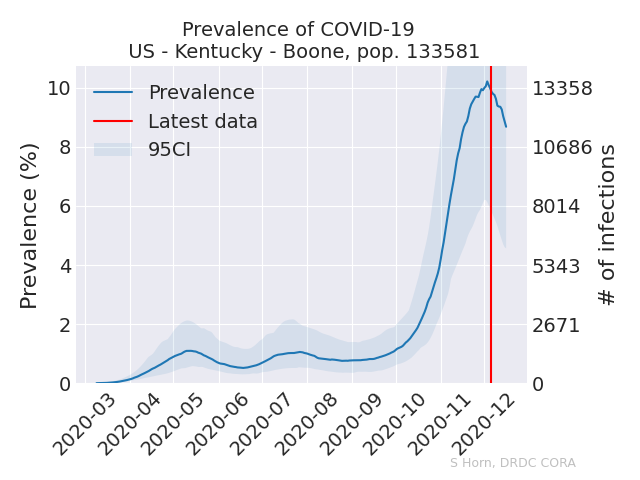 Prevalence of COVID-19
US - Kentucky - Boone, pop. 133581
Prevalence
Latest data
95CI
Prevalence (%)
10
8
6
4
2
0
13358
10686
8014
5343
2671
0
# of infections
2020-03
2020-04
2020-05
2020-06
2020-07
2020-08
2020-09
2020-10
2020-11
2020-12
S Horn, DRDC CORA